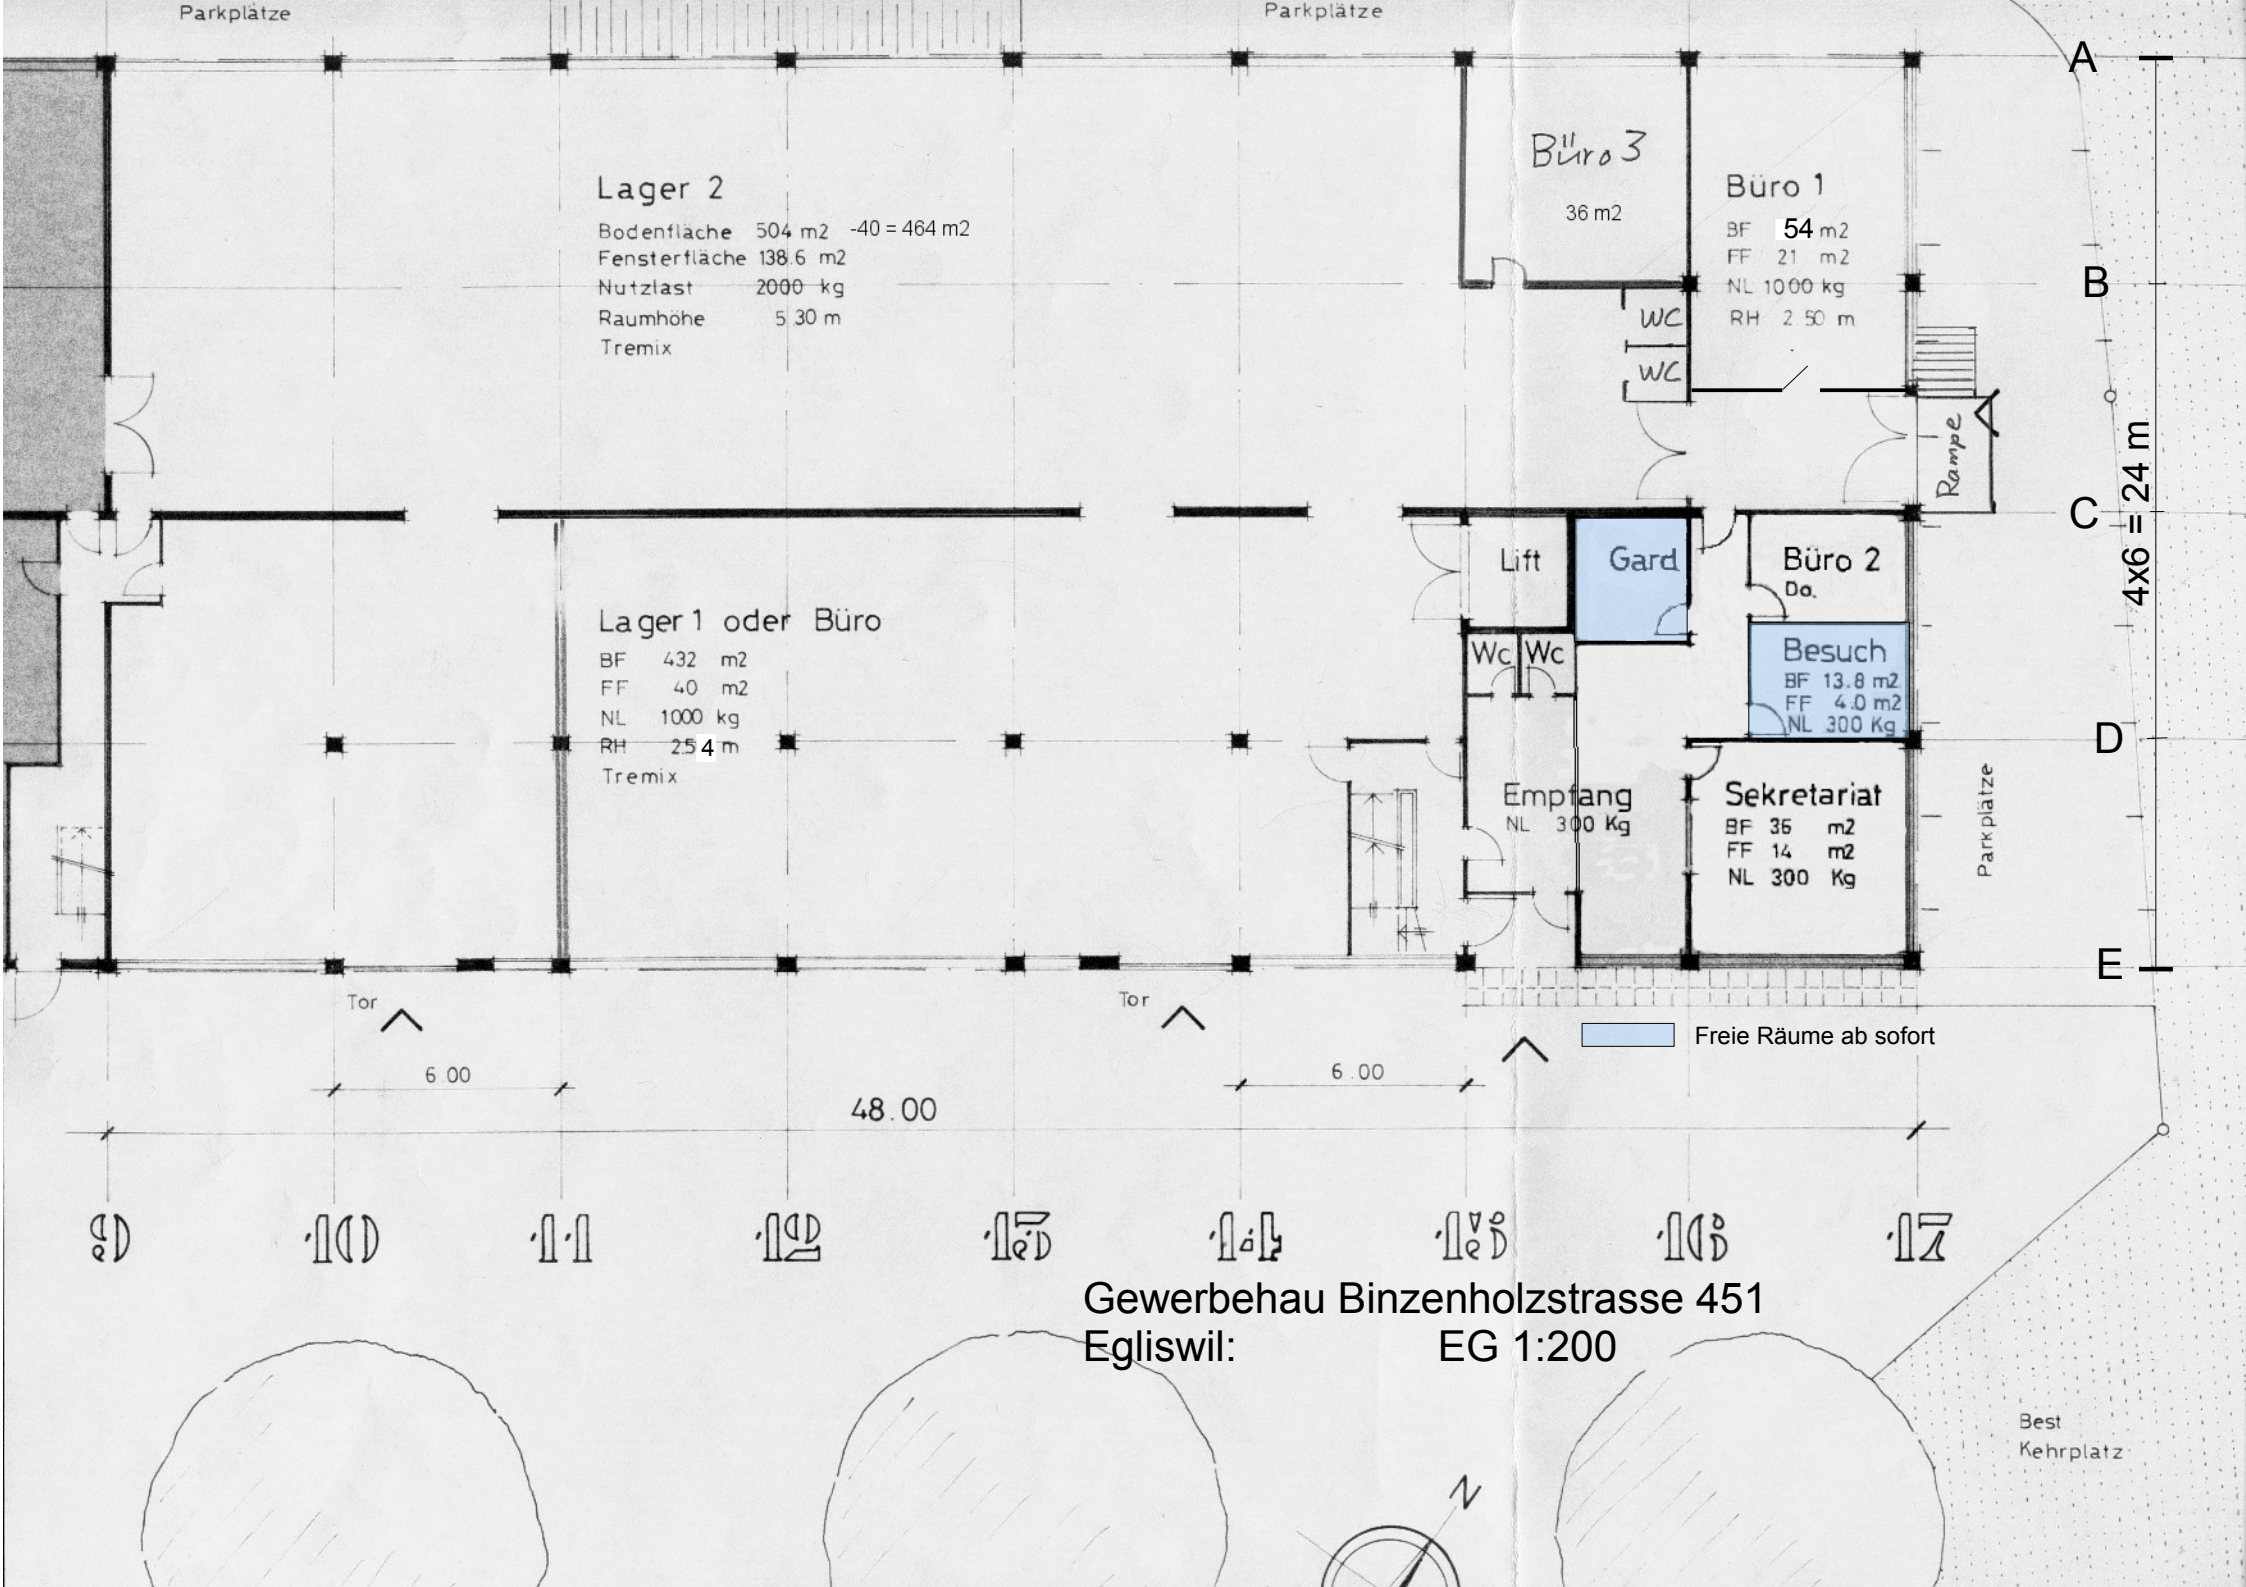 Parkplätze
Parkplätze
A
Lager 2
Bodenfläche 504 m2 -40 = 464 m2
Fensterfläche 138.6 m2
Nutzlast 2000 kg
Raumhöhe 5.30 m
Tremix
Büro 3
36 m2
Büro 1
BF 54 m2
FF 21 m2
NL 1000 kg
RH 2.50 m
B
WC
WC
Rampe
4x6 = 24 m
C
Lift
Gard
Büro 2
Do.
Lager 1 oder Büro
BF 432 m2
FF 40 m2
NL 1000 kg
RH 2.54 m
Tremix
Wc
Wc
Besuch
BF 13.8 m2
FF 4.0 m2
NL 300 Kg
D
Empfang
NL 300 Kg
Sekretariat
BF 36 m2
FF 14 m2
NL 300 Kg
Parkplätze
E
Tor
Tor
Freie Räume ab sofort
6.00
6.00
48.00
9
10
11
12
13
14
15
16
17
Gewerbehau Binzenholzstrasse 451
Egliswil: EG 1:200
Best
Kehrplatz
N